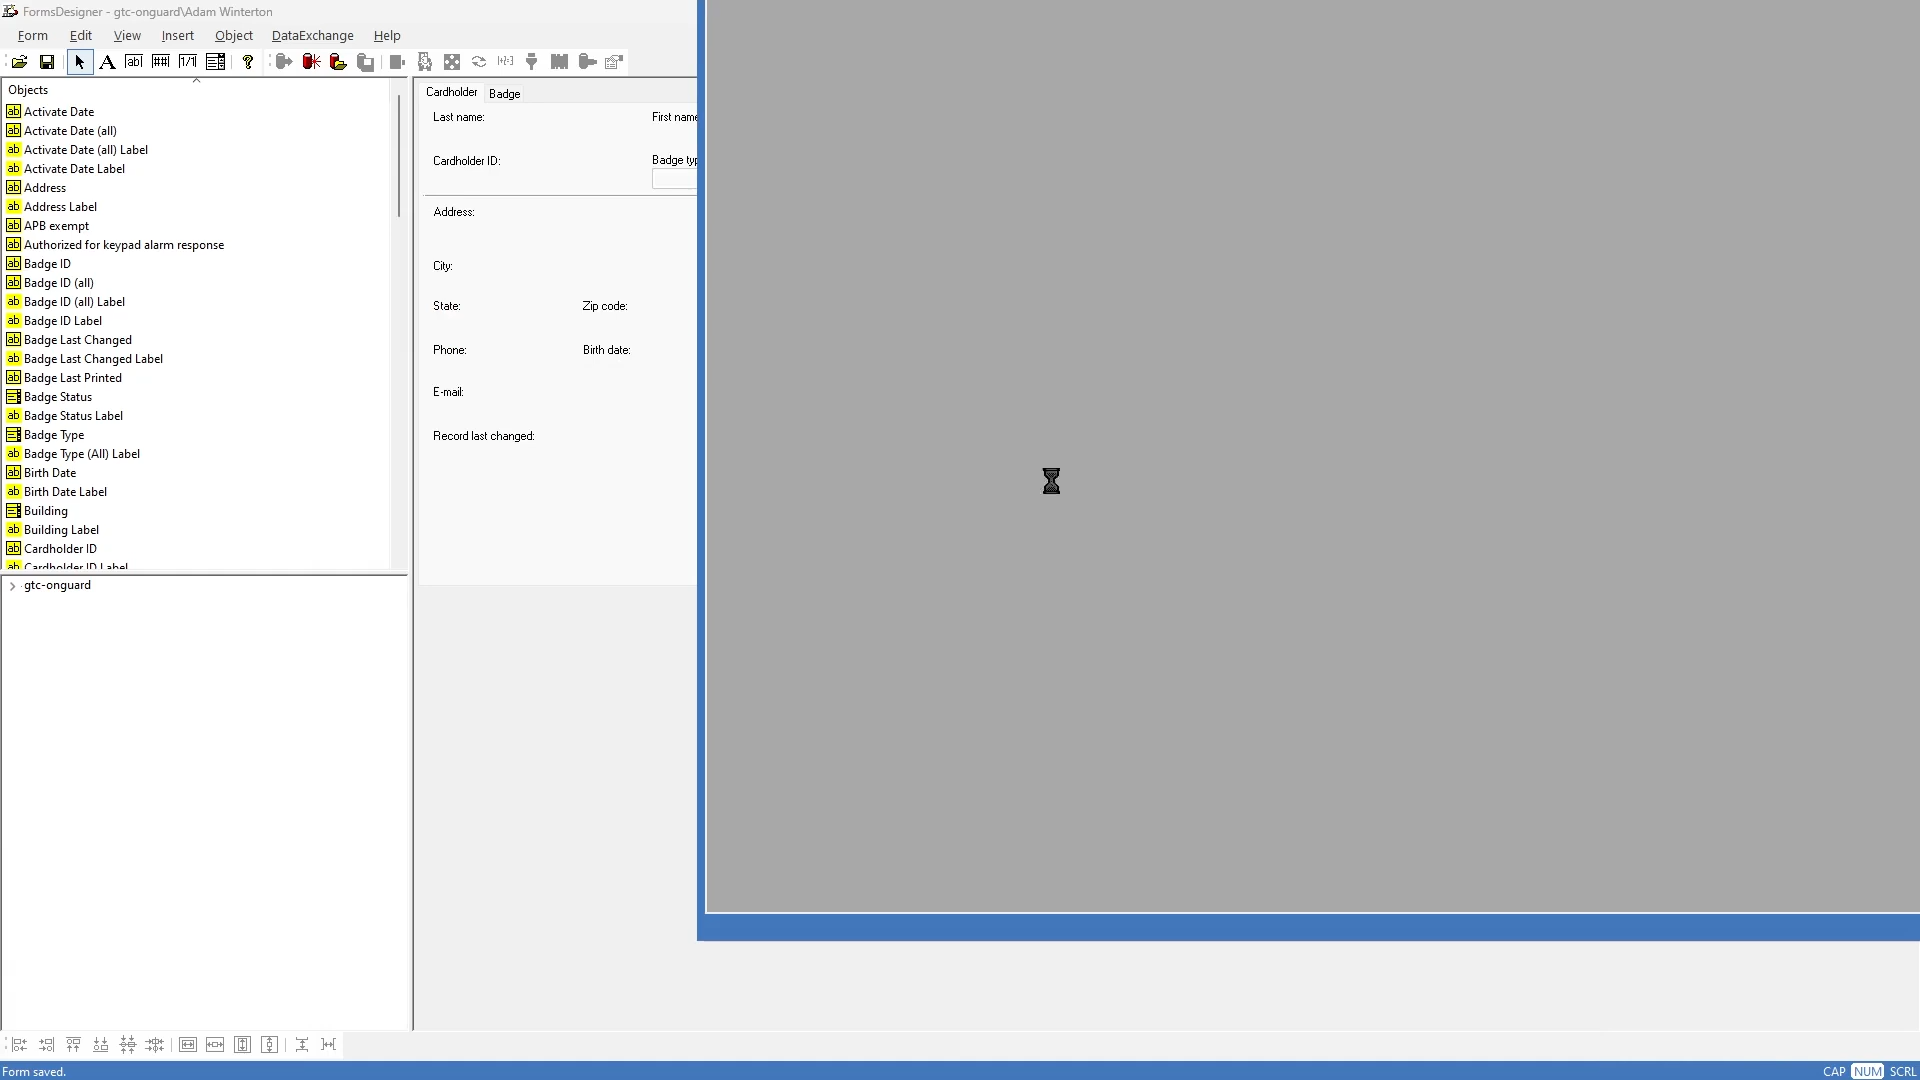 FormsDesigner - gtc-onguard\Adam Winterton
Form Edit View Insert Object DataExchange Help
Objects
Activate Date
Activate Date (all)
Activate Date (all) Label
Activate Date Label
Address
Address Label
APB exempt
Authorized for keypad alarm response
Badge ID
Badge ID (all)
Badge ID (all) Label
Badge ID Label
Badge Last Changed
Badge Last Changed Label
Badge Last Printed
Badge Status
Badge Status Label
Badge Type
Badge Type (All) Label
Birth Date
Birth Date Label
Building
Building Label
Cardholder ID
Cardholder ID Label
gtc-onguard
Cardholder Badge
Last name: First name
Cardholder ID: Badge typ
Address:
City:
State: Zip code:
Phone: Birth date:
E-mail:
Record last changed:
Form saved.
CAP NUM SCRL